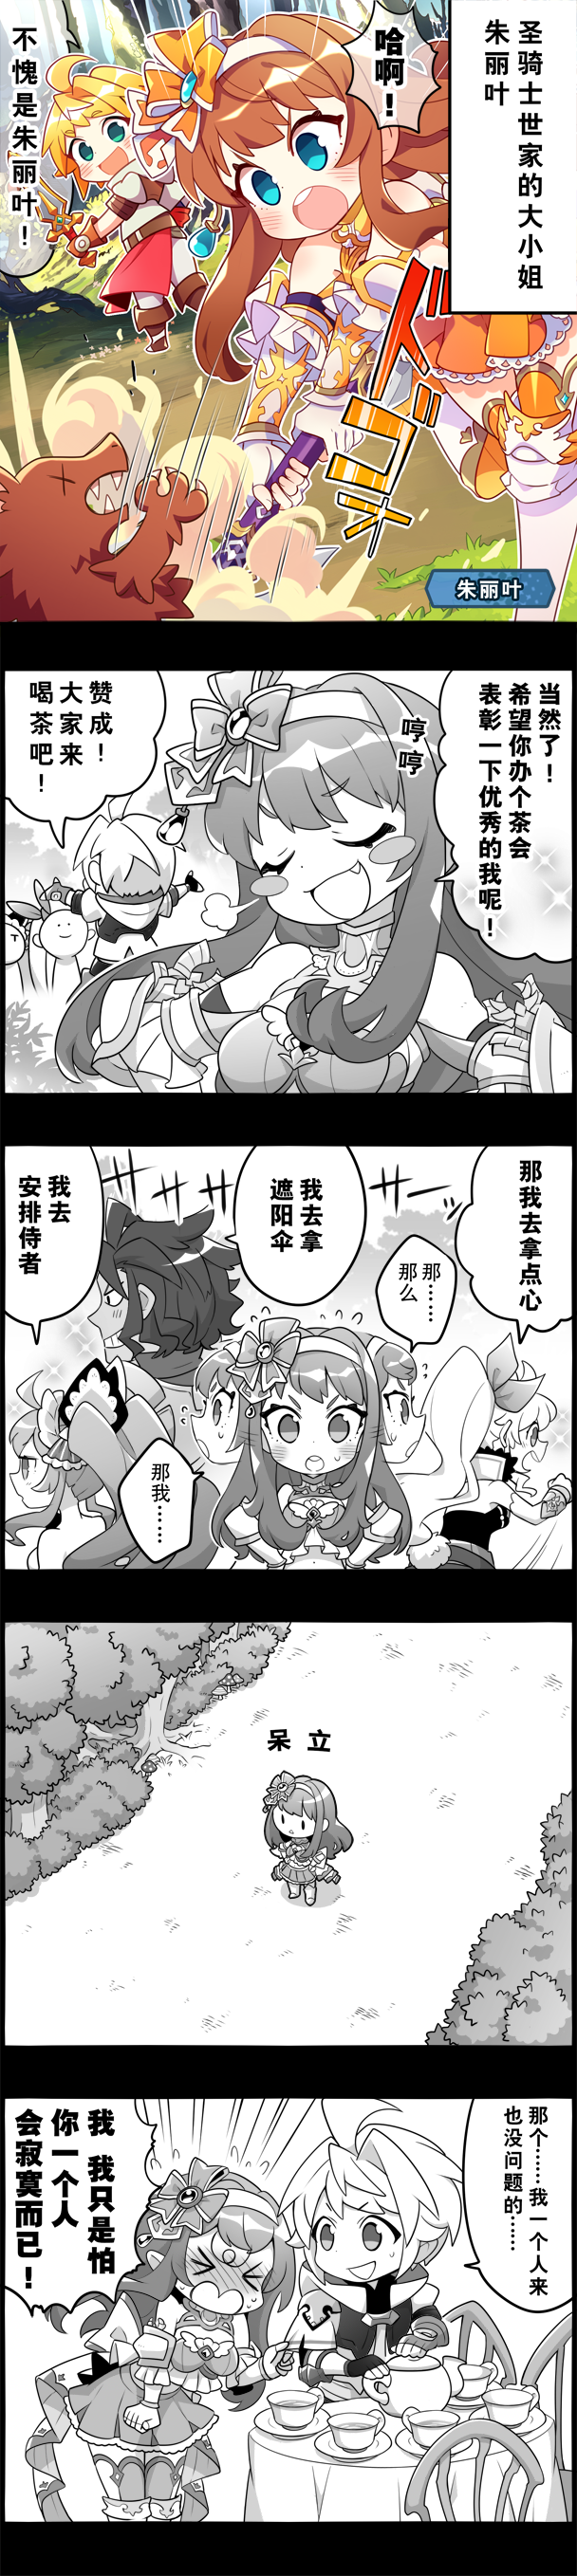 圣骑士世家的大小姐
朱丽叶
哈啊！
不愧是朱丽叶！
ドゴォ
朱丽叶
当然了！
希望你办个茶会
表彰一下优秀的我呢！
哼哼
赞成！
大家来
喝茶吧！
那我去拿点心
那……
那么
我去拿
遮阳伞
我去
安排侍者
那我……
呆立
那个……我一个人来
也没问题的……
我 我只是怕
你一个人
会寂寞而已！